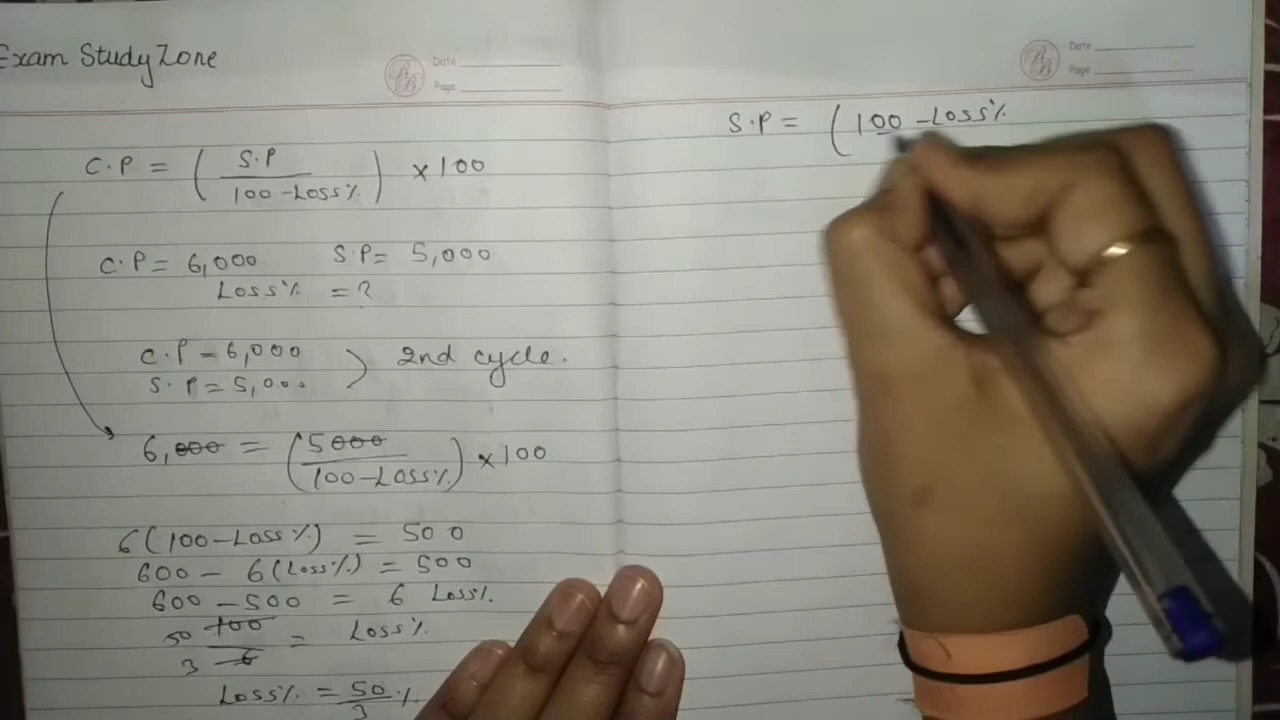 Exam Study Zone
Date
Page
C.P = ( S.P / 100 - Loss% ) × 100
C.P = 6,000 S.P = 5,000
Loss% = ?
C.P = 6,000
S.P = 5,000 ) 2nd cycle.
6,000 = ( 5000 / 100 - Loss% ) × 100
6(100 - Loss%) = 500
600 - 6(Loss%) = 500
600 - 500 = 6 Loss%
50 100 / 3 6 = Loss%
Loss% = 50/3 %
Date
Page
S.P = ( 100 - Loss%